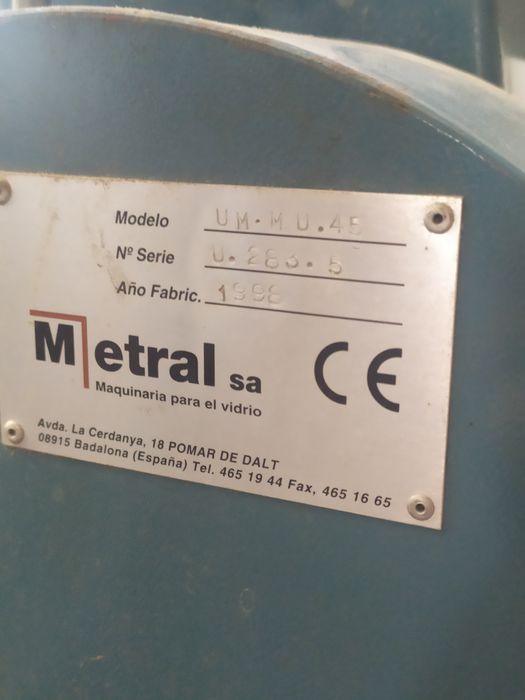 Modelo UM-MU.45
Nº Serie U.283.5
Año Fabric. 1998
Metral sa
Maquinaria para el vidrio
CE
Avda. La Cerdanya, 18 POMAR DE DALT
08915 Badalona (España) Tel. 465 19 44 Fax, 465 16 65